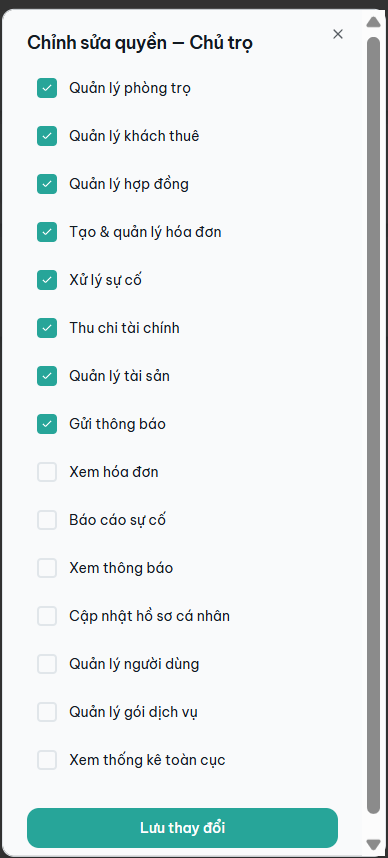 Chỉnh sửa quyền — Chủ trọ
Quản lý phòng trọ
Quản lý khách thuê
Quản lý hợp đồng
Tạo & quản lý hóa đơn
Xử lý sự cố
Thu chi tài chính
Quản lý tài sản
Gửi thông báo
Xem hóa đơn
Báo cáo sự cố
Xem thông báo
Cập nhật hồ sơ cá nhân
Quản lý người dùng
Quản lý gói dịch vụ
Xem thống kê toàn cục
Lưu thay đổi